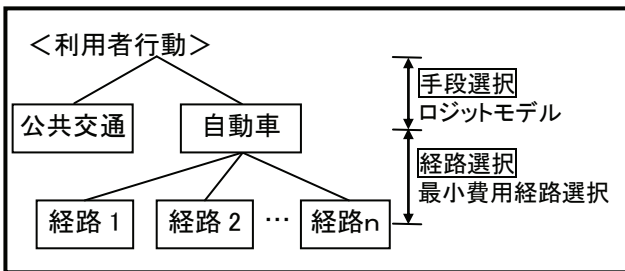 <利用者行動>
手段選択
ロジットモデル
公共交通
自動車
経路選択
最小費用経路選択
経路1
経路2
…
経路n